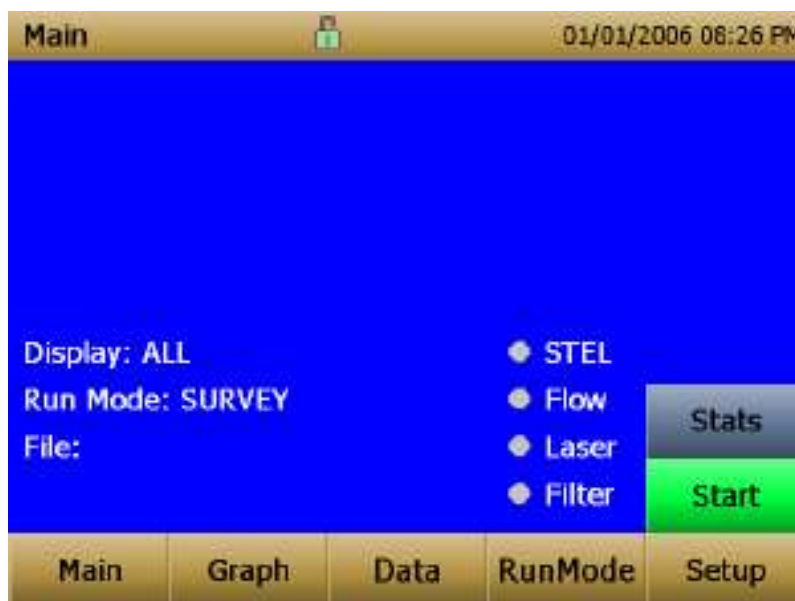 Main 01/01/2006 08:26 PM
Display: ALL
Run Mode: SURVEY
File:
STEL
Flow
Laser
Filter
Stats
Start
Main Graph Data RunMode Setup